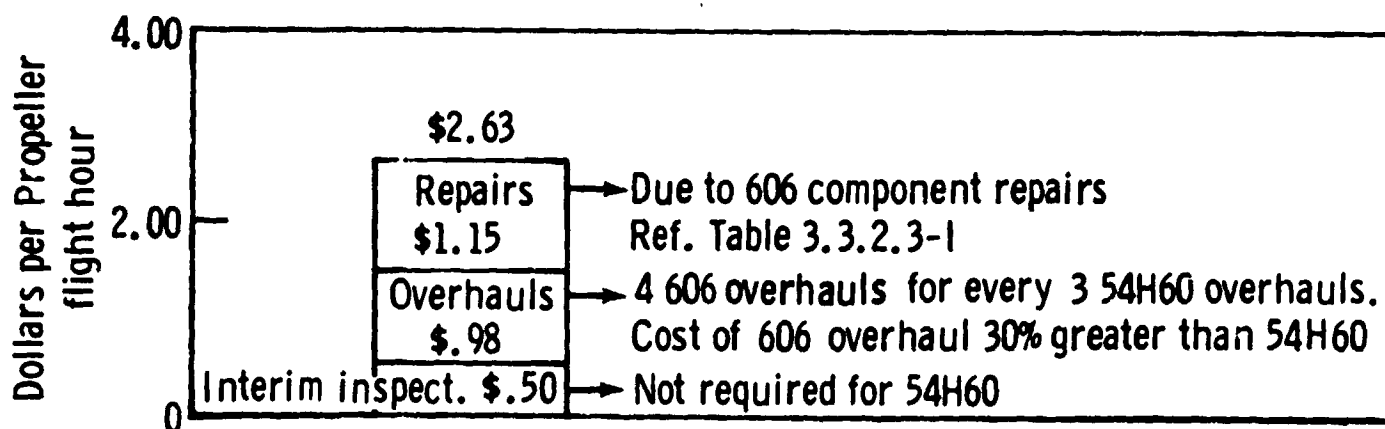 Dollars per Propeller
flight hour
4.00
2.00
0
$2.63
Repairs
$1.15
Overhauls
$.98
Interim inspect. $.50
Due to 606 component repairs
Ref. Table 3.3.2.3-1
4 606 overhauls for every 3 54H60 overhauls.
Cost of 606 overhaul 30% greater than 54H60
Not required for 54H60